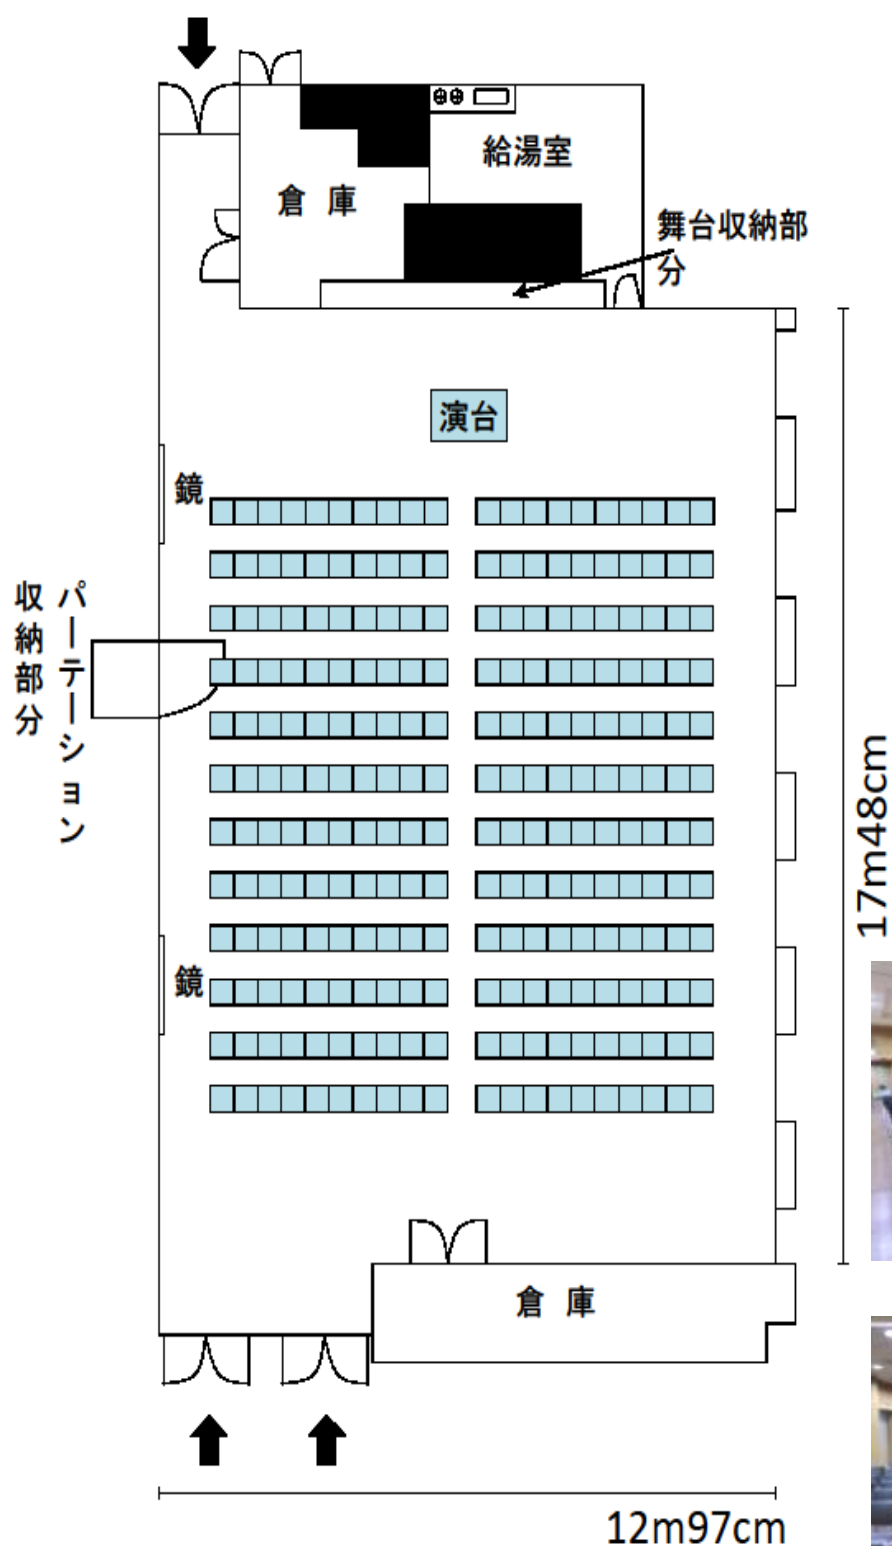 給湯室
倉 庫
舞台収納部
分
演台
鏡
パーテーション
収納部分
17m48cm
鏡
倉 庫
12m97cm